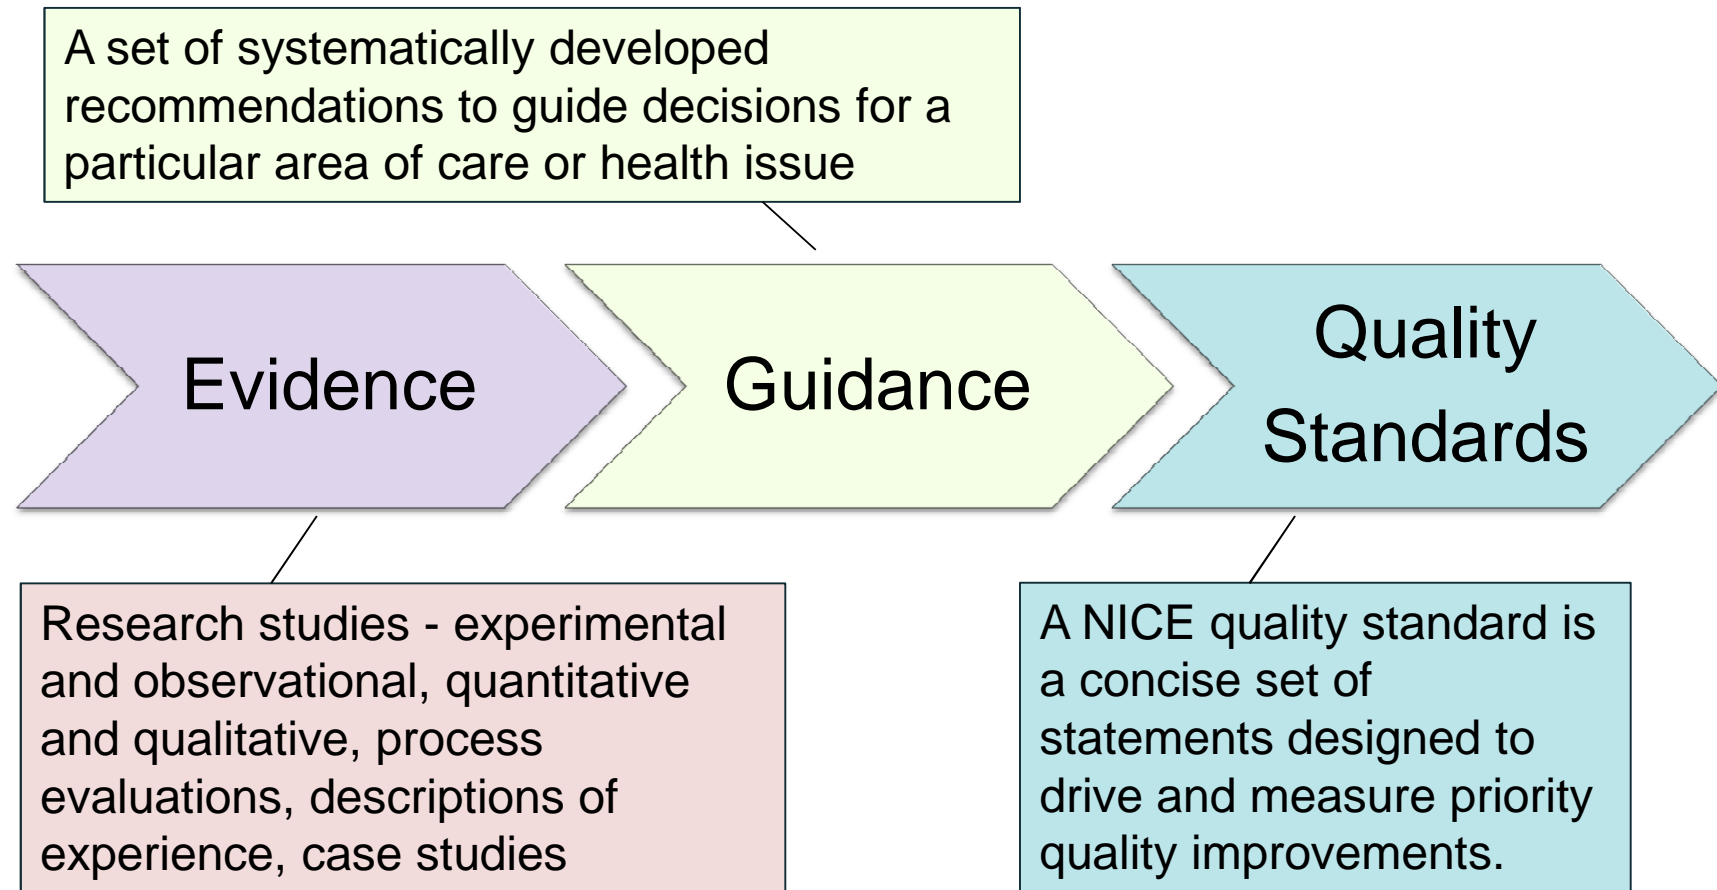 A set of systematically developed
recommendations to guide decisions for a
particular area of care or health issue
Evidence
Guidance
Quality
Standards
Research studies - experimental
and observational, quantitative
and qualitative, process
evaluations, descriptions of
experience, case studies
A NICE quality standard is
a concise set of
statements designed to
drive and measure priority
quality improvements.